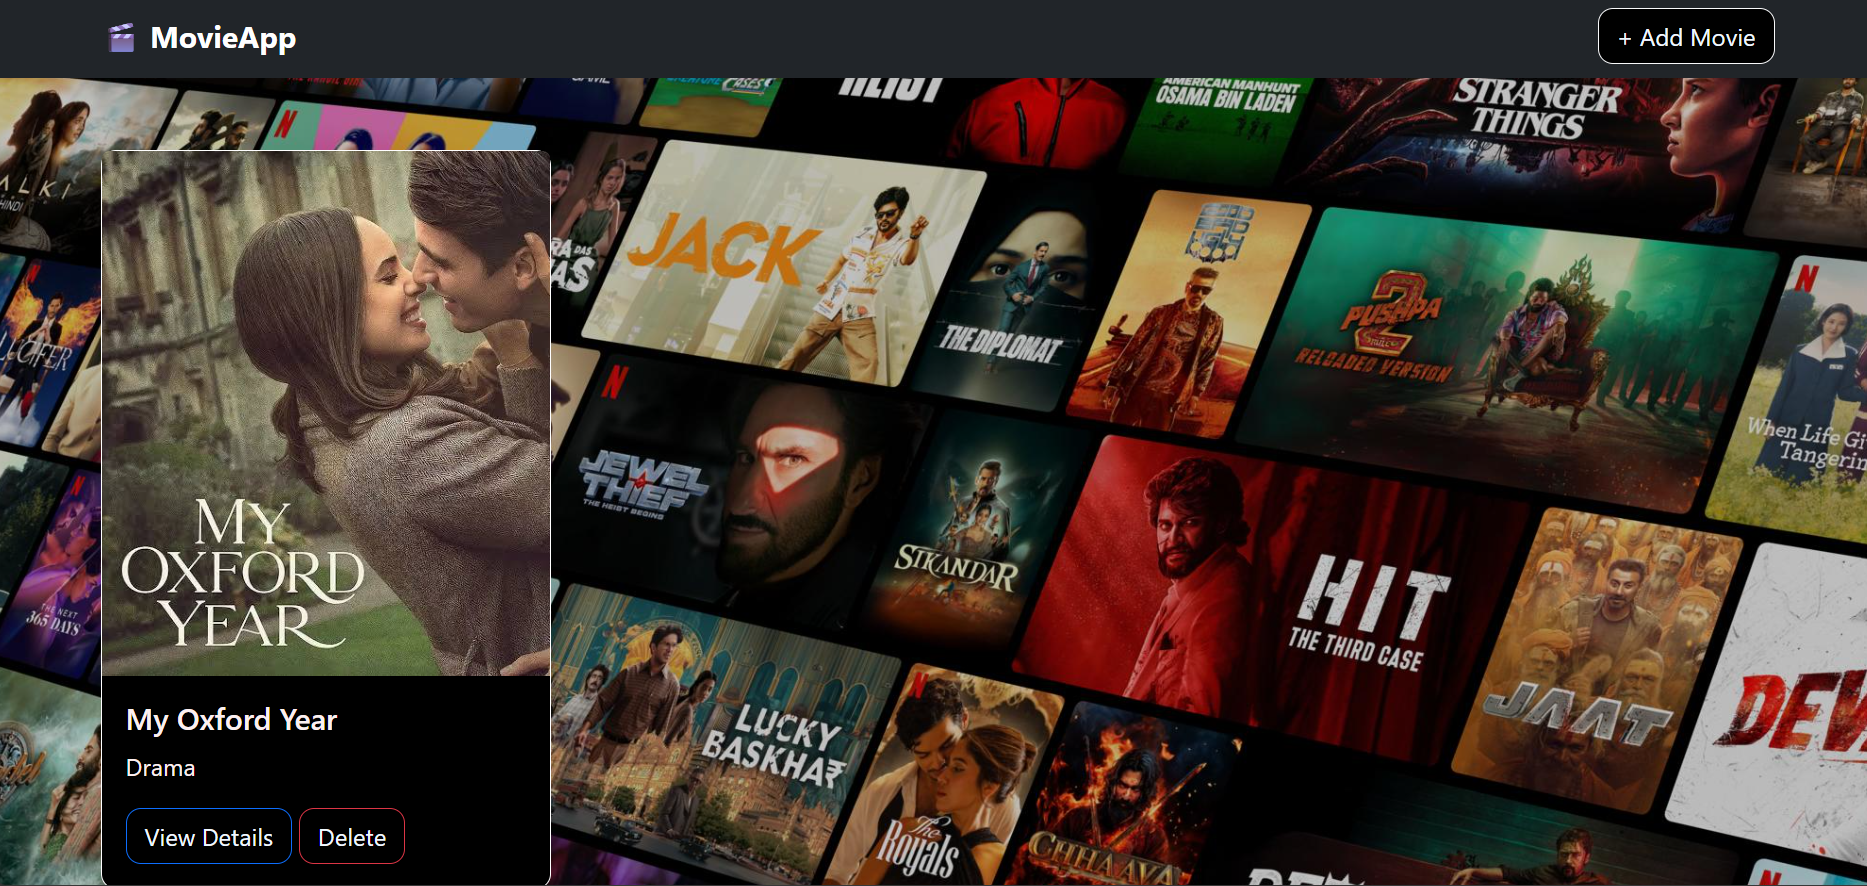 MovieApp
+ Add Movie
HEIST
AMERICAN MANHUNT
OSAMA BIN LADEN
STRANGER
THINGS
N
ALKI
HINDI
JACK
THE DIPLOMAT
2
PUSHPA
RELOADED VERSION
N
When Life Gi
Tangerin
LUCIFER
N
JEWEL
THIEF
THE HEIST BEGINS
SIKANDAR
HIT
THE THIRD CASE
JAAT
DEV
N
THE NEXT
365 DAYS
MY
OXFORD
YEAR
LUCKY
BASKHAR
N
The
Royals
CHHAAVA
N
My Oxford Year
Drama
View Details
Delete